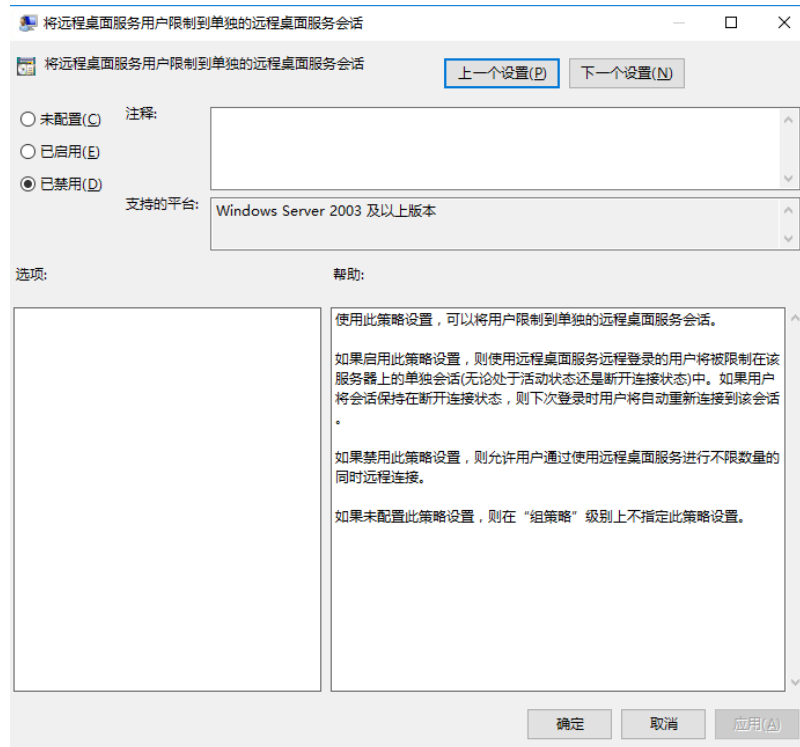 将远程桌面服务用户限制到单独的远程桌面服务会话
将远程桌面服务用户限制到单独的远程桌面服务会话
上一个设置(P)
下一个设置(N)
未配置(C)
注释:
已启用(E)
已禁用(D)
支持的平台:
Windows Server 2003 及以上版本
选项:
帮助:
使用此策略设置，可以将用户限制到单独的远程桌面服务会话。
如果启用此策略设置，则使用远程桌面服务远程登录的用户将被限制在该
服务器上的单独会话(无论处于活动状态还是断开连接状态)中。如果用户
将会话保持在断开连接状态，则下次登录时用户将自动重新连接到该会话
。
如果禁用此策略设置，则允许用户通过使用远程桌面服务进行不限数量的
同时远程连接。
如果未配置此策略设置，则在“组策略”级别上不指定此策略设置。
确定
取消
应用(A)